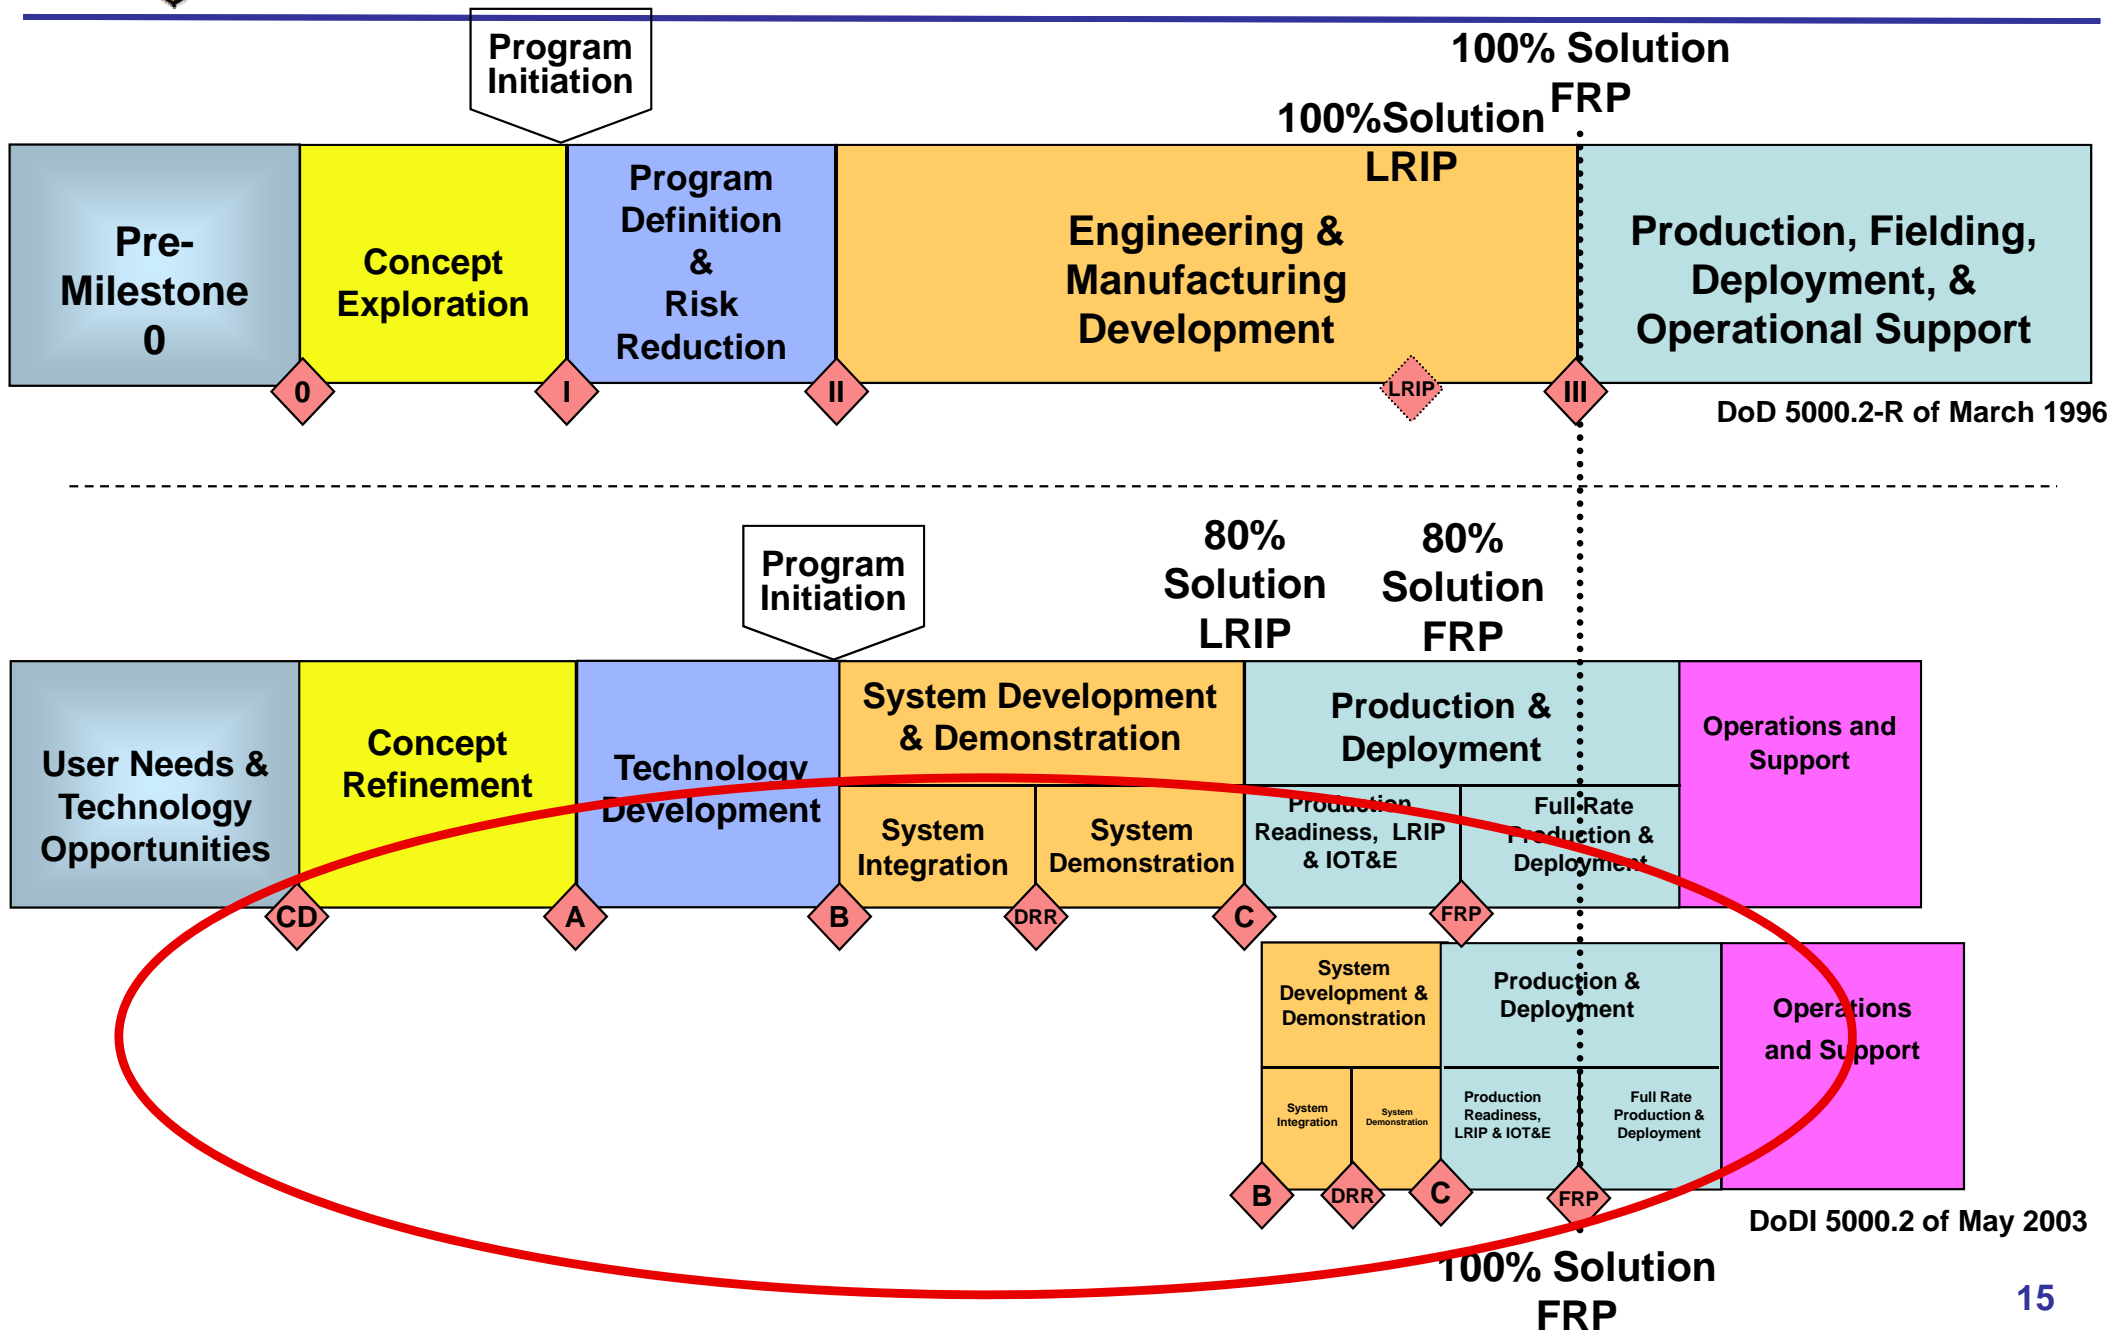 Program
Initiation
100% Solution
FRP
100%Solution
LRIP
Pre-
Milestone
0
Concept
Exploration
Program
Definition
&
Risk
Reduction
Engineering &
Manufacturing
Development
Production, Fielding,
Deployment, &
Operational Support
0
I
II
LRIP
III
DoD 5000.2-R of March 1996
Program
Initiation
80%
Solution
LRIP
80%
Solution
FRP
User Needs &
Technology
Opportunities
Concept
Refinement
Technology
Development
System Development
& Demonstration
System
Integration
System
Demonstration
Production &
Deployment
Production
Readiness, LRIP
& IOT&E
Full Rate
Production &
Deployment
Operations and
Support
CD
A
B
DRR
C
FRP
System
Development &
Demonstration
System
Integration
System
Demonstration
Production &
Deployment
Production
Readiness,
LRIP & IOT&E
Full Rate
Production &
Deployment
Operations
and Support
B
DRR
C
FRP
DoDI 5000.2 of May 2003
100% Solution
FRP
15